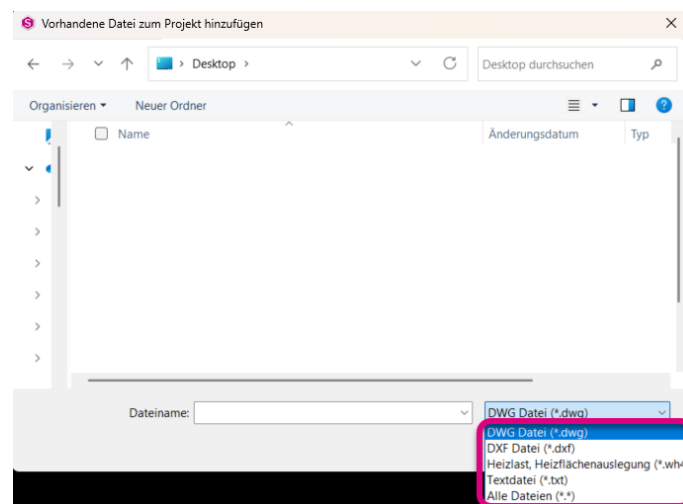 Vorhandene Datei zum Projekt hinzufügen
Desktop
Desktop durchsuchen
Organisieren
Neuer Ordner
Name
Änderungsdatum
Typ
Dateiname:
DWG Datei (*.dwg)
DWG Datei (*.dwg)
DXF Datei (*.dxf)
Heizlast, Heizflächenauslegung (*.wh4
Textdatei (*.txt)
Alle Dateien (*.*)